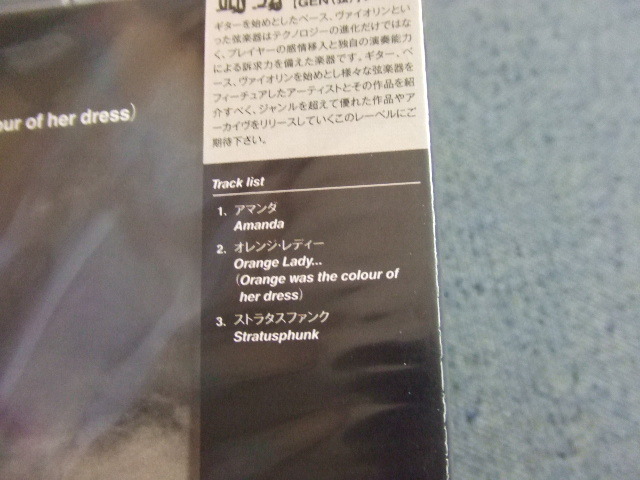 【GEN
ギターを始めとしたベース、ヴァイオリンとい
った弦楽器はテクノロジーの進化だけではな
く、プレイヤーの感情移入と独自の演奏能力
による訴求力を備えた楽器です。ギター、ベ
ース、ヴァイオリンを始めとし様々な弦楽器を
フィーチュアしたアーティストとその作品を紹
介すべく、ジャンルを超えて優れた作品やア
ーカイヴをリリースしていくこのレーベルにご
期待下さい。
our of her dress)
Track list
1、アマンダ
Amanda
2、オレンジ・レディー
Orange Lady...
(Orange was the colour of
her dress)
3、ストラタスファンク
Stratusphunk